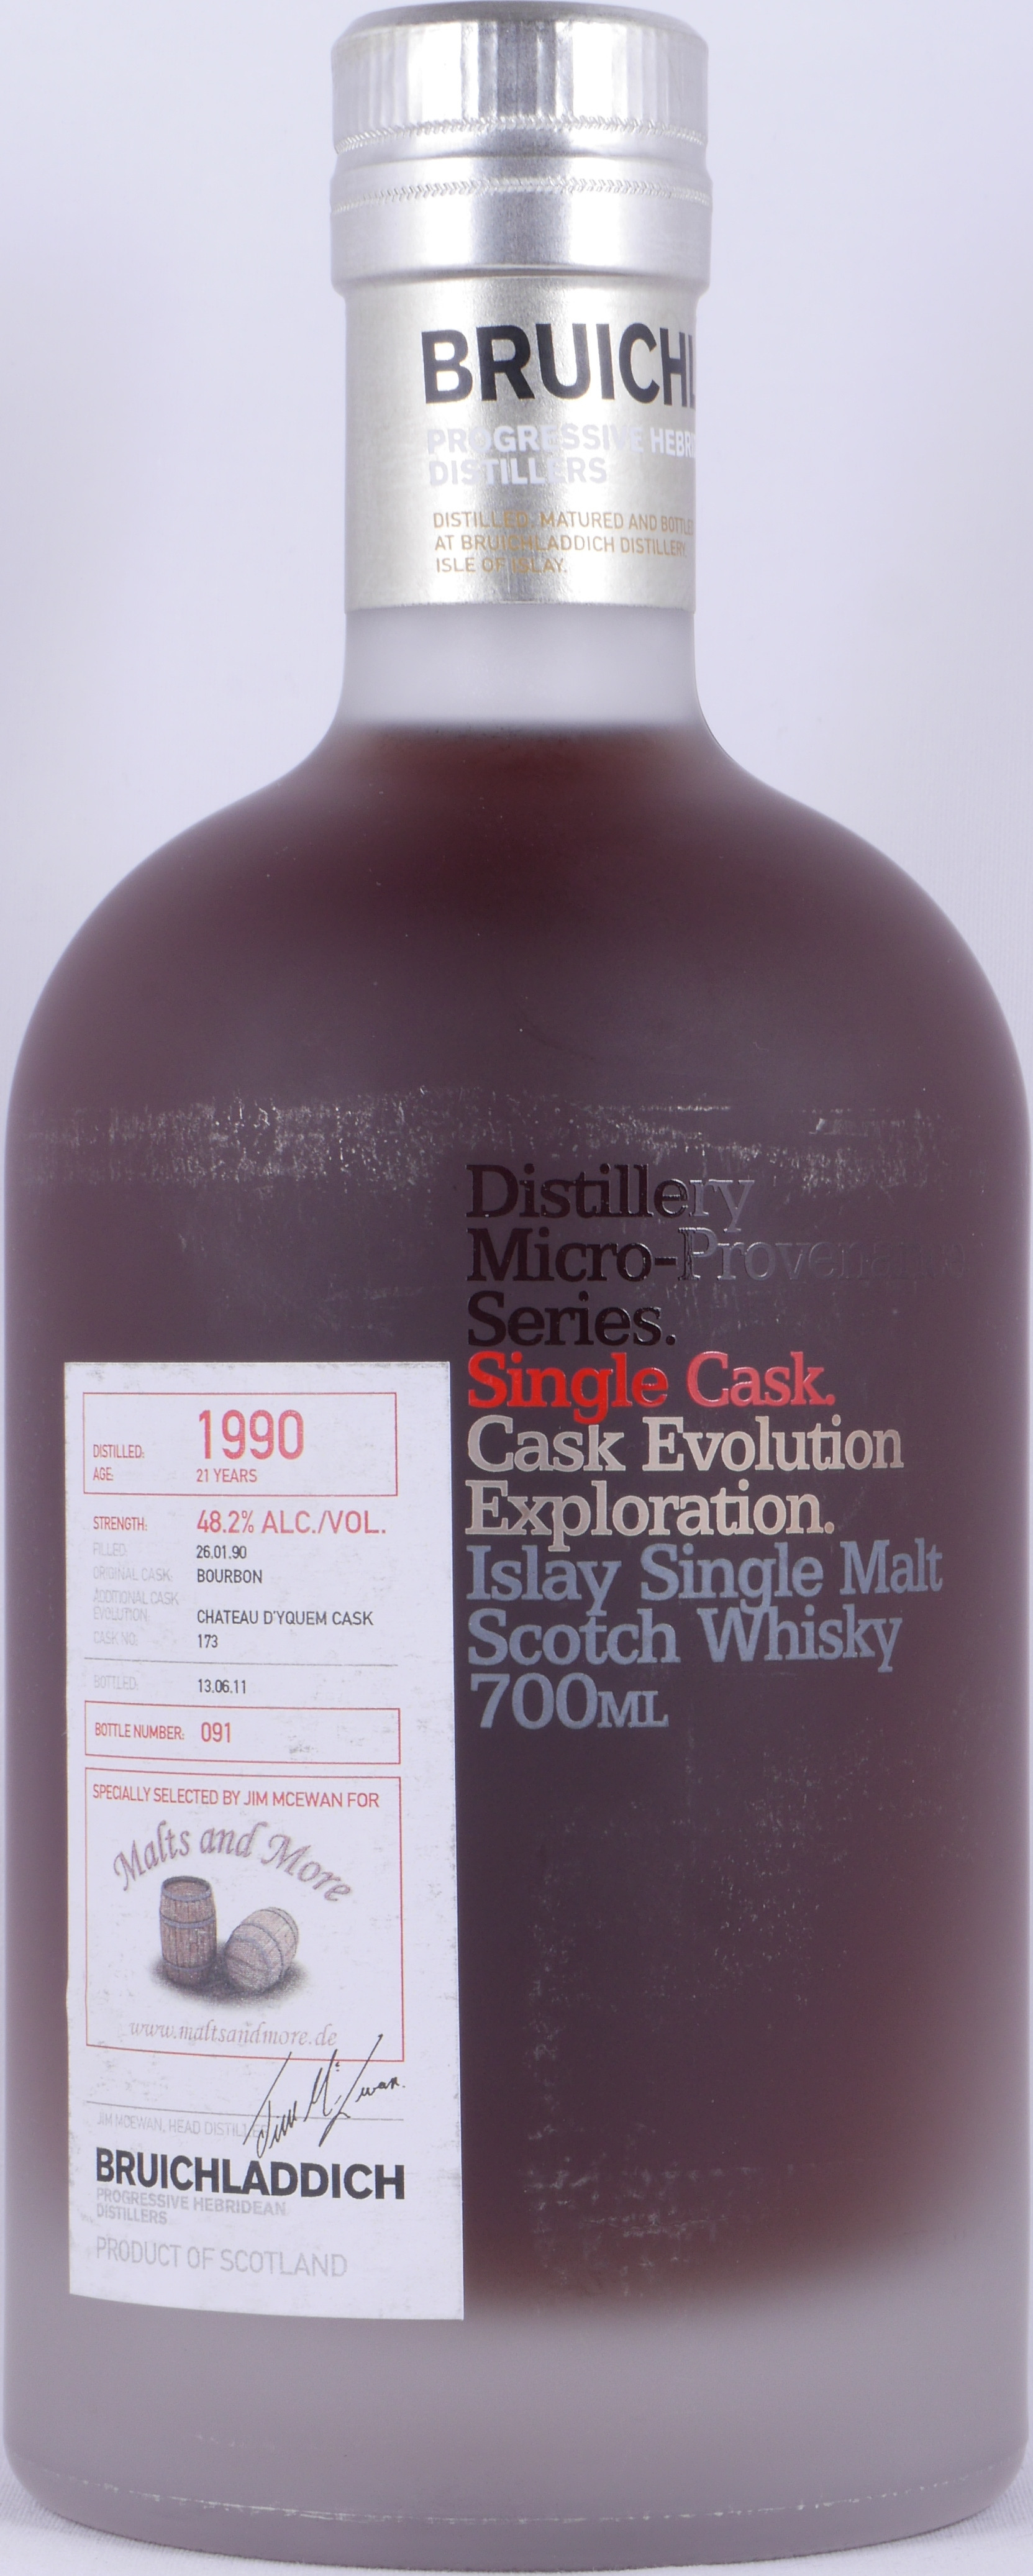 BRUICHL
PROGRESSIVE HEBRI
DISTILLERS
DISTILLED, MATURED AND BOTTLE
AT BRUICHLADDICH DISTILLERY,
ISLE OF ISLAY.
Distillery
Micro-Provenance
Series.
Single Cask.
Cask Evolution
Exploration.
Islay Single Malt
Scotch Whisky
700ML
DISTILLED: 1990
AGE: 21 YEARS
STRENGTH: 48.2% ALC./VOL.
FILLED: 26.01.90
ORIGINAL CASK: BOURBON
ADDITIONAL CASK
EVOLUTION: CHATEAU D'YQUEM CASK
CASK NO: 173
BOTTLED: 13.06.11
BOTTLE NUMBER: 091
SPECIALLY SELECTED BY JIM MCEWAN FOR
Malts and More
www.maltsandmore.de
Jim McEwan.
JIM MCEWAN, HEAD DISTILLER
BRUICHLADDICH
PROGRESSIVE HEBRIDEAN
DISTILLERS
PRODUCT OF SCOTLAND